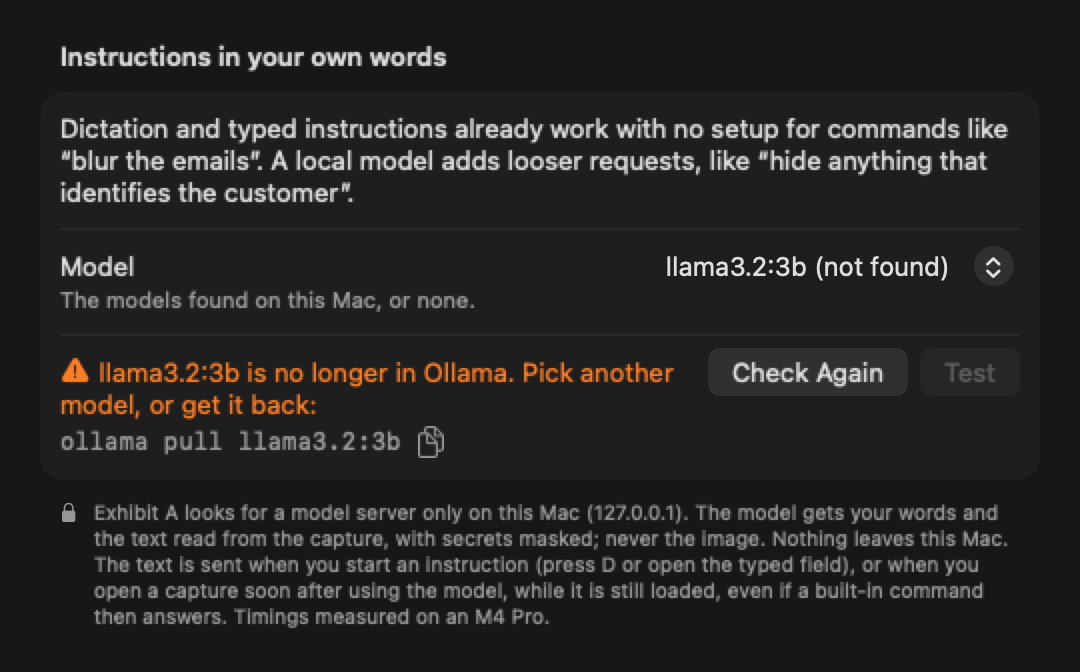 Instructions in your own words
Dictation and typed instructions already work with no setup for commands like
“blur the emails”. A local model adds looser requests, like “hide anything that
identifies the customer”.
Model
llama3.2:3b (not found)
The models found on this Mac, or none.
llama3.2:3b is no longer in Ollama. Pick another
model, or get it back:
Check Again
Test
ollama pull llama3.2:3b
Exhibit A looks for a model server only on this Mac (127.0.0.1). The model gets your words and
the text read from the capture, with secrets masked; never the image. Nothing leaves this Mac.
The text is sent when you start an instruction (press D or open the typed field), or when you
open a capture soon after using the model, while it is still loaded, even if a built-in command
then answers. Timings measured on an M4 Pro.